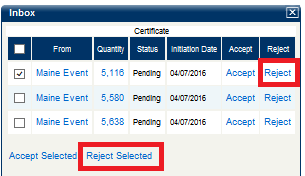 Inbox
Certificate
From Quantity Status Initiation Date Accept Reject
Maine Event 5,116 Pending 04/07/2016 Accept Reject
Maine Event 5,580 Pending 04/07/2016 Accept Reject
Maine Event 5,638 Pending 04/07/2016 Accept Reject
Accept Selected Reject Selected